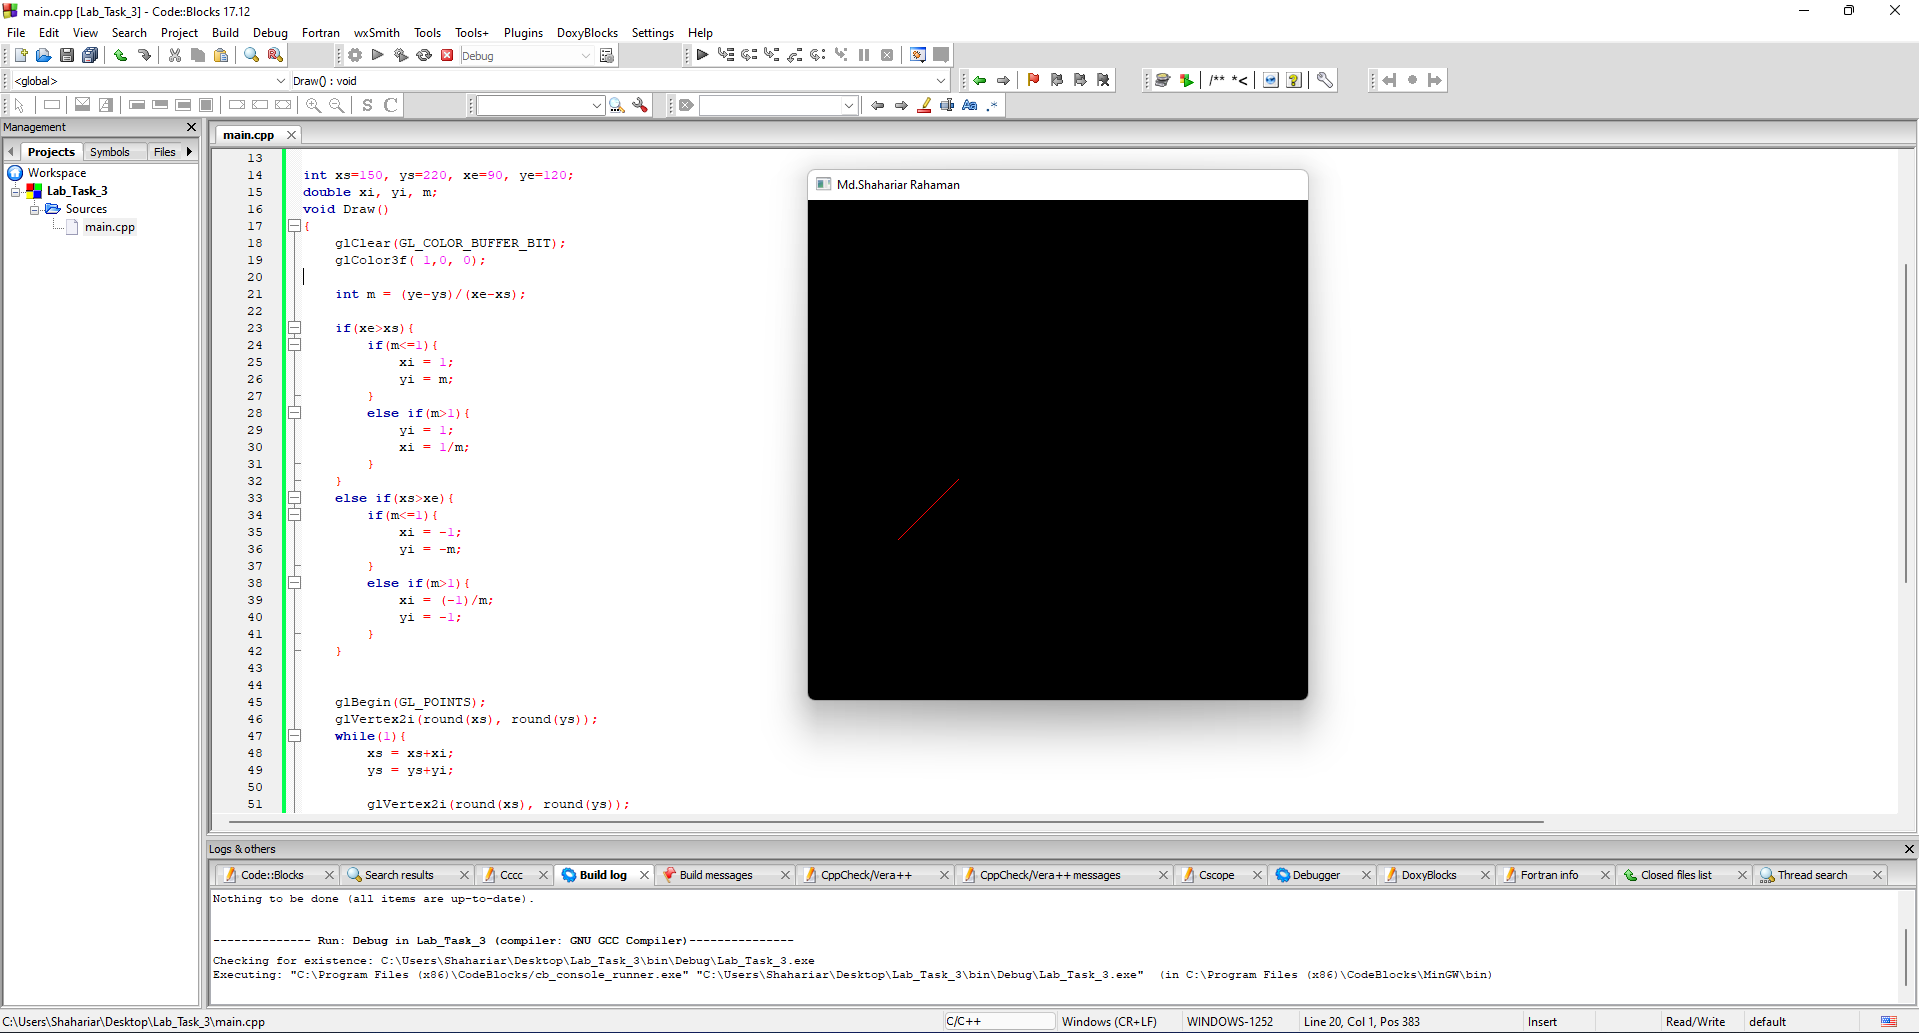 main.cpp [Lab_Task_3] - Code::Blocks 17.12
File Edit View Search Project Build Debug Fortran wxSmith Tools Tools+ Plugins DoxyBlocks Settings Help
Debug
<global> Draw() : void
/** *<
S C
Aa .*
Management
Projects Symbols Files
Workspace
Lab_Task_3
Sources
main.cpp
main.cpp
13
14 int xs=150, ys=220, xe=90, ye=120;
15 double xi, yi, m;
16 void Draw()
17 {
18 glClear(GL_COLOR_BUFFER_BIT);
19 glColor3f( 1,0, 0);
20
21 int m = (ye-ys)/(xe-xs);
22
23 if(xe>xs){
24 if(m<=1){
25 xi = 1;
26 yi = m;
27 }
28 else if(m>1){
29 yi = 1;
30 xi = 1/m;
31 }
32 }
33 else if(xs>xe){
34 if(m<=1){
35 xi = -1;
36 yi = -m;
37 }
38 else if(m>1){
39 xi = (-1)/m;
40 yi = -1;
41 }
42 }
43
44
45 glBegin(GL_POINTS);
46 glVertex2i(round(xs), round(ys));
47 while(1){
48 xs = xs+xi;
49 ys = ys+yi;
50
51 glVertex2i(round(xs), round(ys));
Md.Shahariar Rahaman
Logs & others
Code::Blocks Search results Cccc Build log Build messages CppCheck/Vera++ CppCheck/Vera++ messages Cscope Debugger DoxyBlocks Fortran info Closed files list Thread search
Nothing to be done (all items are up-to-date).
-------------- Run: Debug in Lab_Task_3 (compiler: GNU GCC Compiler)---------------
Checking for existence: C:\Users\Shahariar\Desktop\Lab_Task_3\bin\Debug\Lab_Task_3.exe
Executing: "C:\Program Files (x86)\CodeBlocks/cb_console_runner.exe" "C:\Users\Shahariar\Desktop\Lab_Task_3\bin\Debug\Lab_Task_3.exe"  (in C:\Program Files (x86)\CodeBlocks\MinGW\bin)
C:\Users\Shahariar\Desktop\Lab_Task_3\main.cpp C/C++ Windows (CR+LF) WINDOWS-1252 Line 20, Col 1, Pos 383 Insert Read/Write default